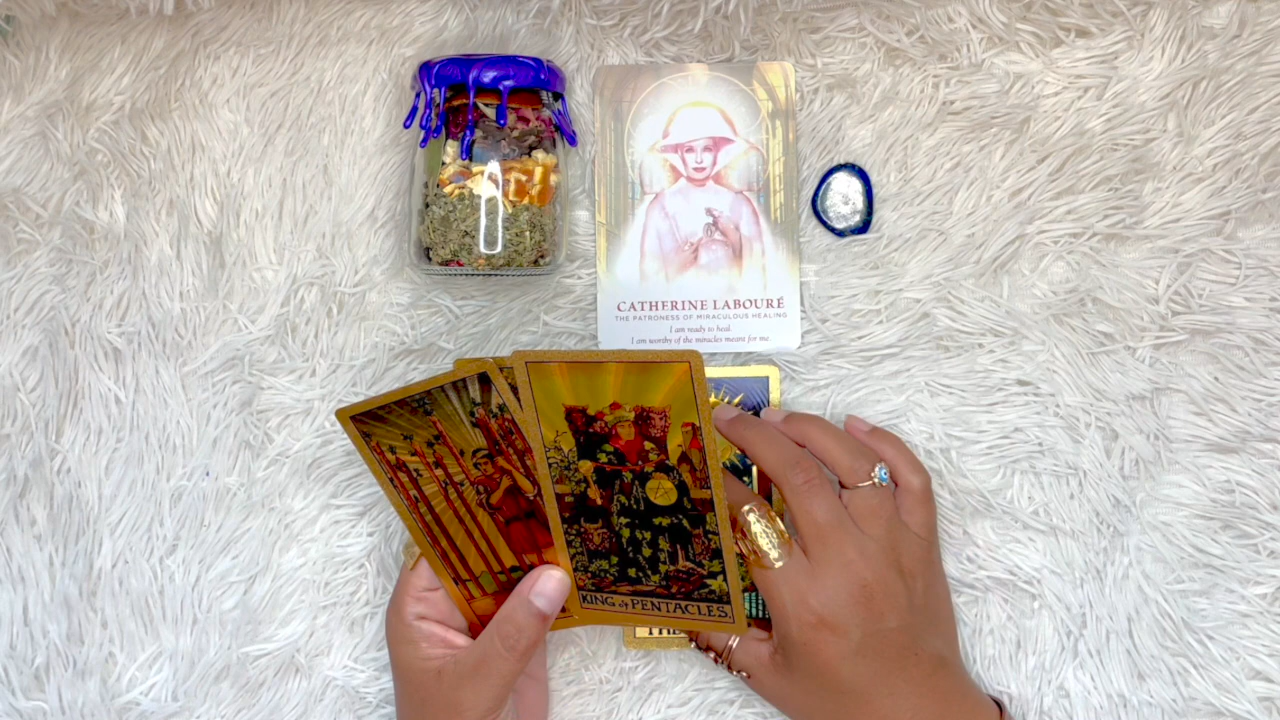 CATHERINE LABOURÉ
THE PATRONESS OF MIRACULOUS HEALING
I am ready to heal.
I am worthy of the miracles meant for me.
KING of PENTACLES.
THE